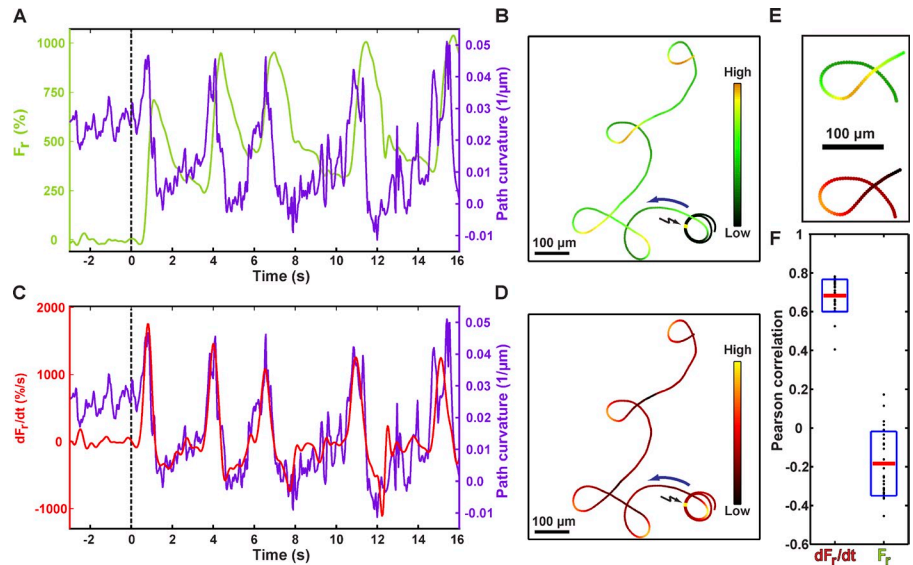 A
1000
750
500
250
0
Fr (%)
0.05
0.04
0.03
0.02
0.01
0.0
-0.01
Path curvature (1/µm)
-2 0 2 4 6 8 10 12 14 16
Time (s)
B
High
Low
100 µm
E
100 µm
C
2000
1000
0
-1000
dFr/dt (%/s)
0.05
0.04
0.03
0.02
0.01
0.0
-0.01
Path curvature (1/µm)
-2 0 2 4 6 8 10 12 14 16
Time (s)
D
High
Low
100 µm
F
1
0.8
0.6
0.4
0.2
0
-0.2
-0.4
-0.6
Pearson correlation
dFr/dt Fr